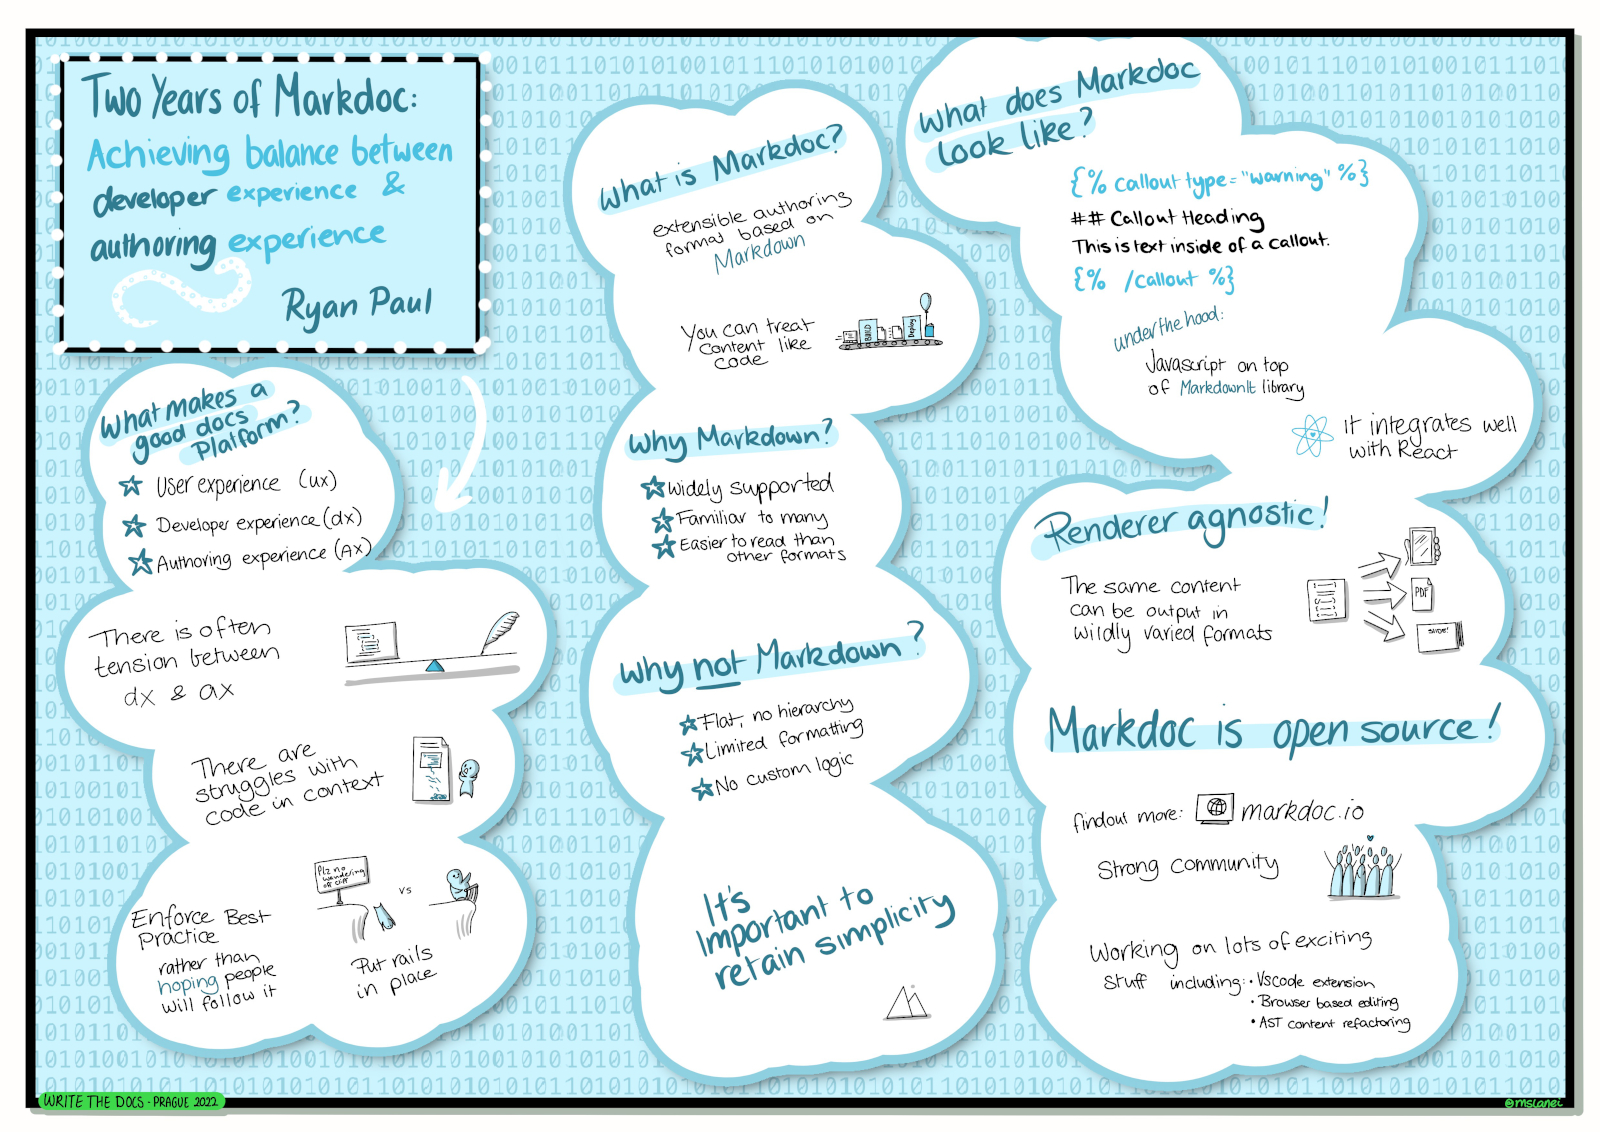 Two Years of Markdoc:
Achieving balance between
developer experience &
authoring experience
Ryan Paul
What makes a
good docs
Platform?
User experience (ux)
Developer experience (dx)
Authoring experience (AX)
There is often
tension between
dx & ax
There are
struggles with
code in context
Enforce Best
Practice
rather than
hoping people
will follow it
Plz no
wandering
off cliff
vs
Put rails
in place
What is Markdoc?
extensible authoring
format based on
Markdown
You can treat
content like
code
BUILD
Deploy
Why Markdown?
Widely supported
Familiar to many
Easier to read than
other formats
Why not Markdown?
Flat, no hierarchy
Limited formatting
No custom logic
It's
Important to
retain simplicity
What does Markdoc
look like?
{% callout type="warning" %}
## Callout Heading
This is text inside of a callout.
{% /callout %}
under the hood:
Javascript on top
of MarkdownIt library
it integrates well
with React
Renderer agnostic!
The same content
can be output in
wildly varied formats
PDF
Markdoc is open source!
find out more: markdoc.io
Strong community
Working on lots of exciting
stuff including: • Vscode extension
• Browser based editing
• AST content refactoring
WRITE THE DOCS - PRAGUE 2022
@mslanei